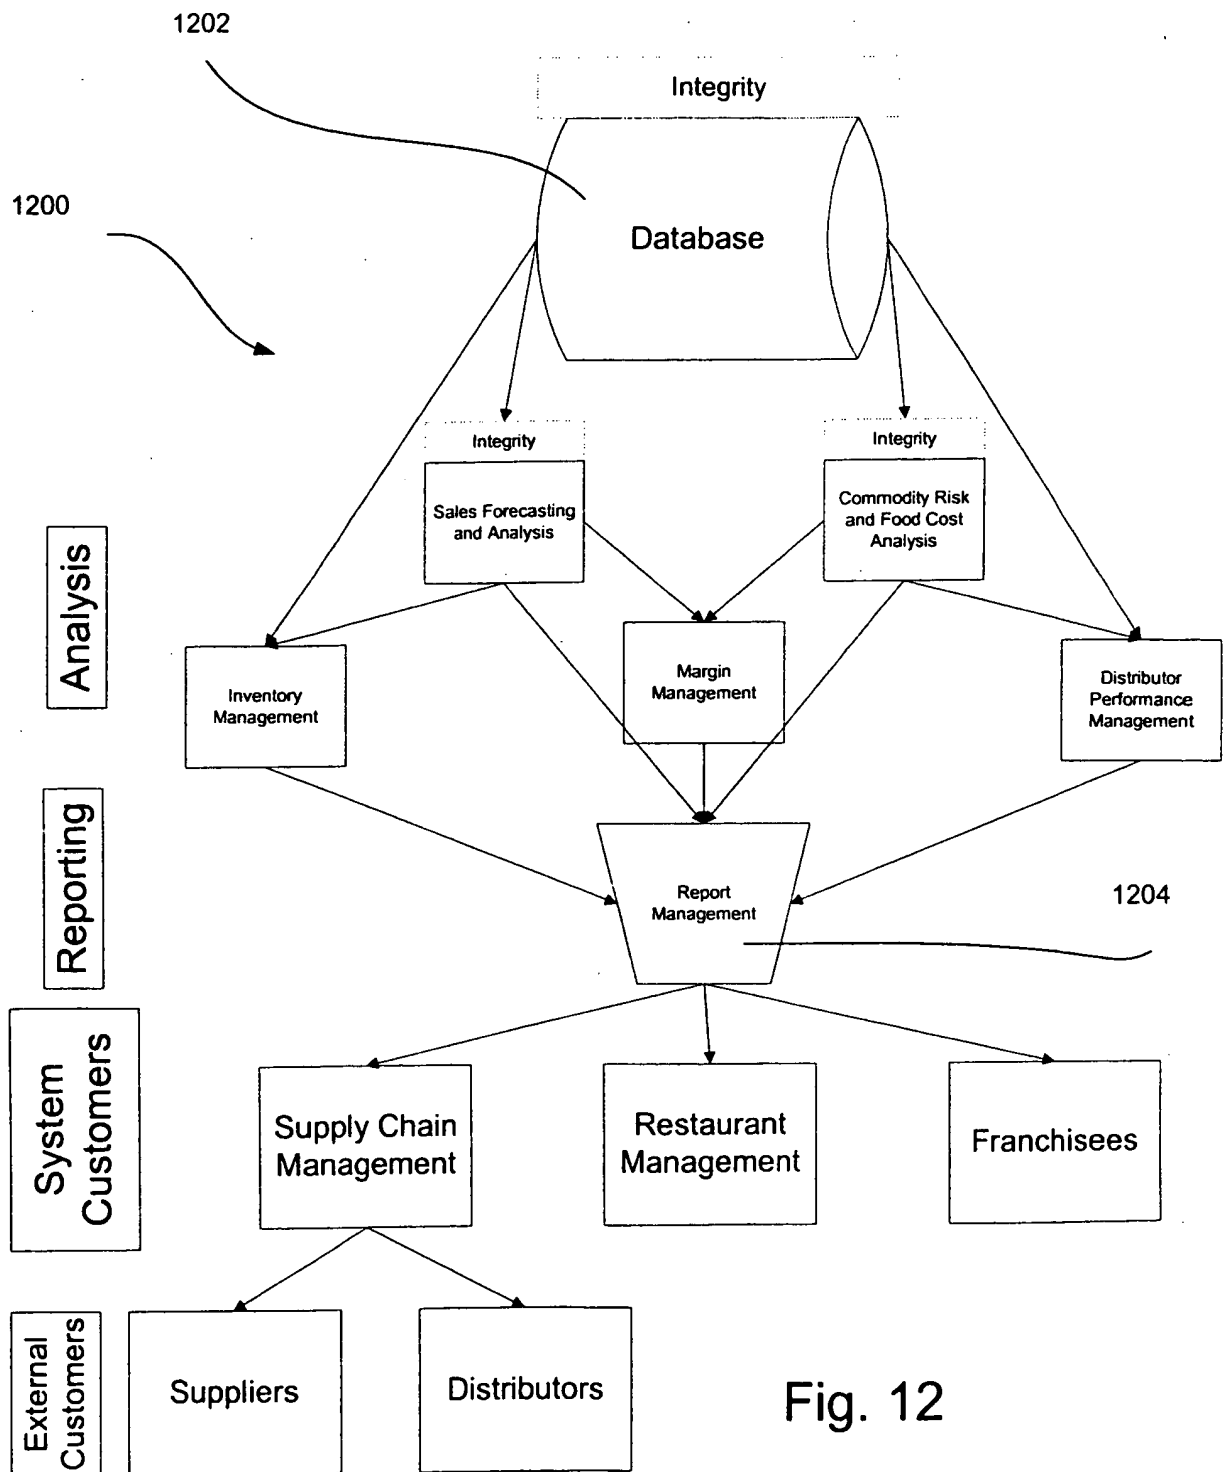 1202
Integrity
1200
Database
Integrity
Integrity
Sales Forecasting
and Analysis
Commodity Risk
and Food Cost
Analysis
Analysis
Inventory
Management
Margin
Management
Distributor
Performance
Management
Reporting
Report
Management
1204
System
Customers
Supply Chain
Management
Restaurant
Management
Franchisees
External
Customers
Suppliers
Distributors
Fig. 12